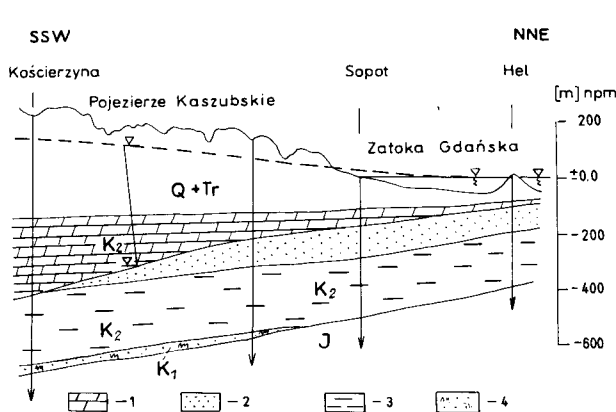 SSW NNE
Kościerzyna Sopot Hel
Pojezierze Kaszubskie
[m] npm
200
Zatoka Gdańska
±0.0
Q+Tr
-200
K₂
K₂
-400
K₂
J
-600
K₁
-1 -2 -3 -4